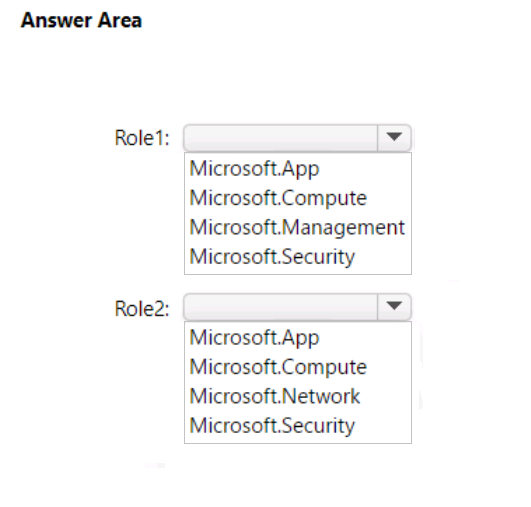 Answer Area
Role1:
Microsoft.App
Microsoft.Compute
Microsoft.Management
Microsoft.Security
Role2:
Microsoft.App
Microsoft.Compute
Microsoft.Network
Microsoft.Security